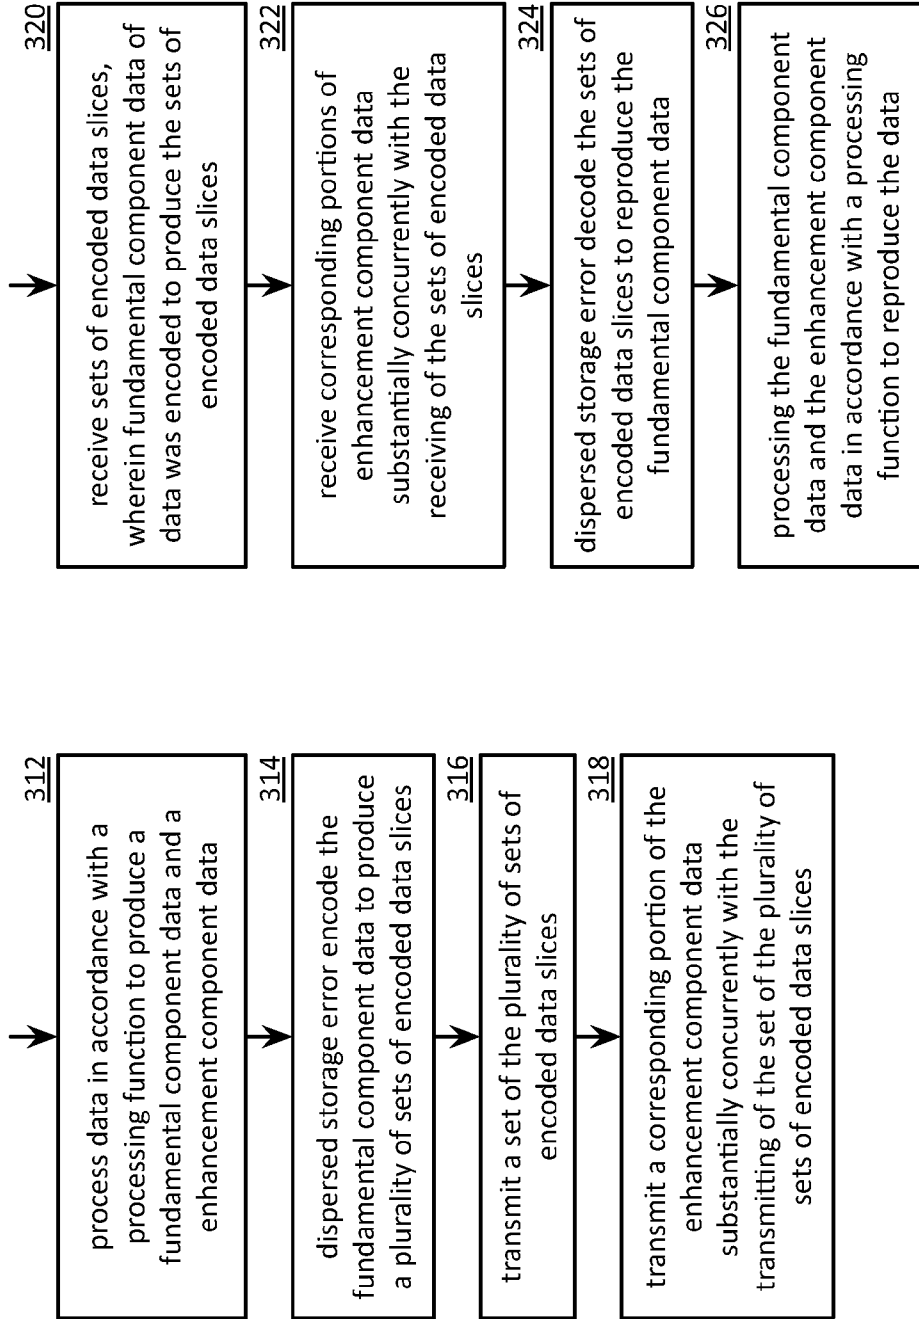 312
process data in accordance with a
processing function to produce a
fundamental component data and a
enhancement component data
314
dispersed storage error encode the
fundamental component data to produce
a plurality of sets of encoded data slices
316
transmit a set of the plurality of sets of
encoded data slices
318
transmit a corresponding portion of the
enhancement component data
substantially concurrently with the
transmitting of the set of the plurality of
sets of encoded data slices
320
receive sets of encoded data slices,
wherein fundamental component data of
data was encoded to produce the sets of
encoded data slices
322
receive corresponding portions of
enhancement component data
substantially concurrently with the
receiving of the sets of encoded data
slices
324
dispersed storage error decode the sets of
encoded data slices to reproduce the
fundamental component data
326
processing the fundamental component
data and the enhancement component
data in accordance with a processing
function to reproduce the data